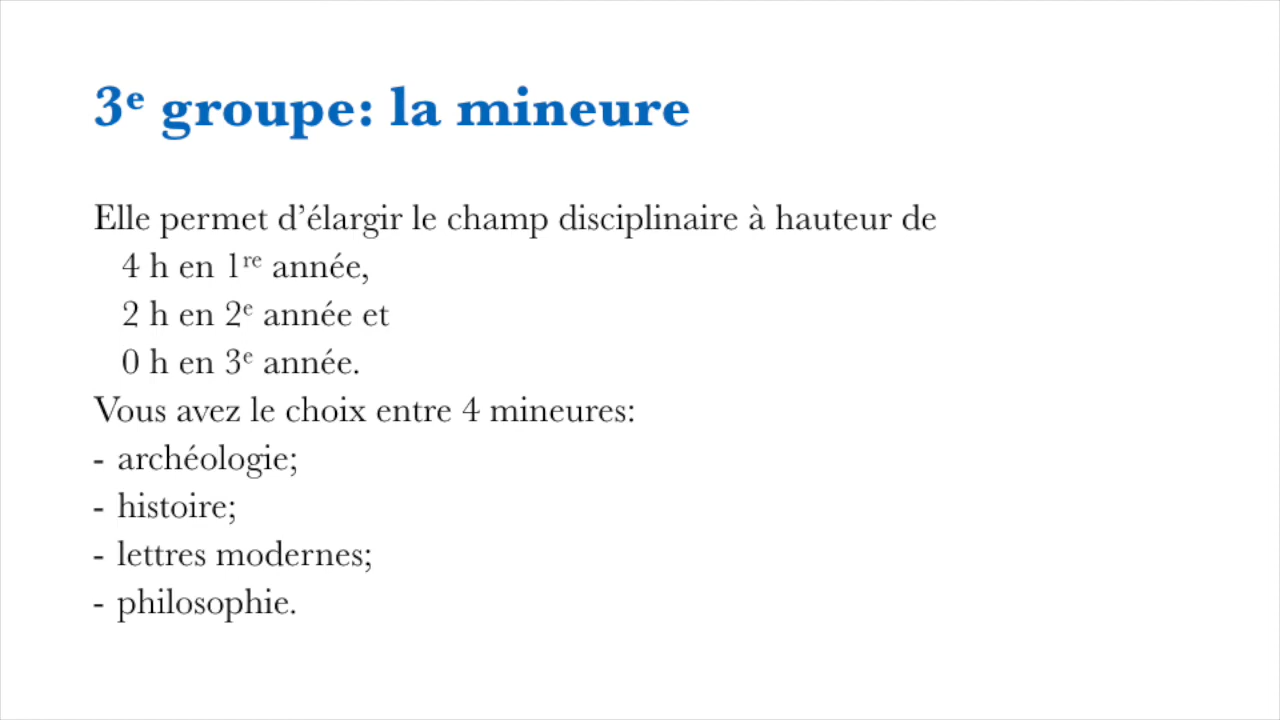 3ᵉ groupe: la mineure
Elle permet d’élargir le champ disciplinaire à hauteur de
4 h en 1ʳᵉ année,
2 h en 2ᵉ année et
0 h en 3ᵉ année.
Vous avez le choix entre 4 mineures:
- archéologie;
- histoire;
- lettres modernes;
- philosophie.